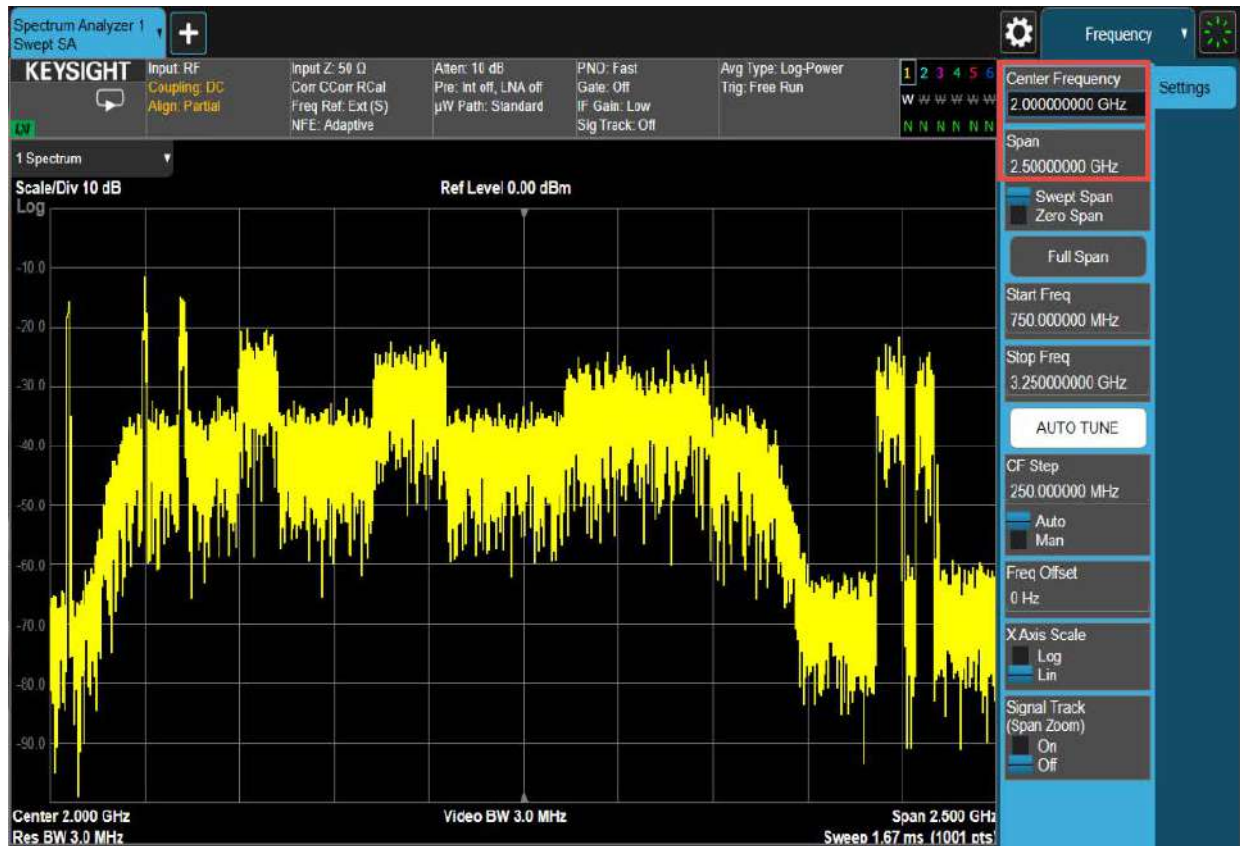 Spectrum Analyzer 1
Swept SA
+
Frequency
KEYSIGHT
Input: RF
Coupling: DC
Align: Partial
Input Z: 50 Ω
Corr CCorr RCal
Freq Ref: Ext (S)
NFE: Adaptive
Atten: 10 dB
Pre: Int off, LNA off
µW Path: Standard
PNO: Fast
Gate: Off
IF Gain: Low
Sig Track: Off
Avg Type: Log-Power
Trig: Free Run
1 2 3 4 5 6
W W W W W W
N N N N N N
LXI
Center Frequency
2.000000000 GHz
Settings
Span
2.50000000 GHz
Swept Span
Zero Span
Full Span
Start Freq
750.000000 MHz
Stop Freq
3.250000000 GHz
AUTO TUNE
CF Step
250.000000 MHz
Auto
Man
Freq Offset
0 Hz
X Axis Scale
Log
Lin
Signal Track
(Span Zoom)
On
Off
1 Spectrum
Scale/Div 10 dB
Ref Level 0.00 dBm
Log
-10.0
-20.0
-30.0
-40.0
-50.0
-60.0
-70.0
-80.0
-90.0
Center 2.000 GHz
Video BW 3.0 MHz
Span 2.500 GHz
Res BW 3.0 MHz
Sweep 1.67 ms (1001 pts)